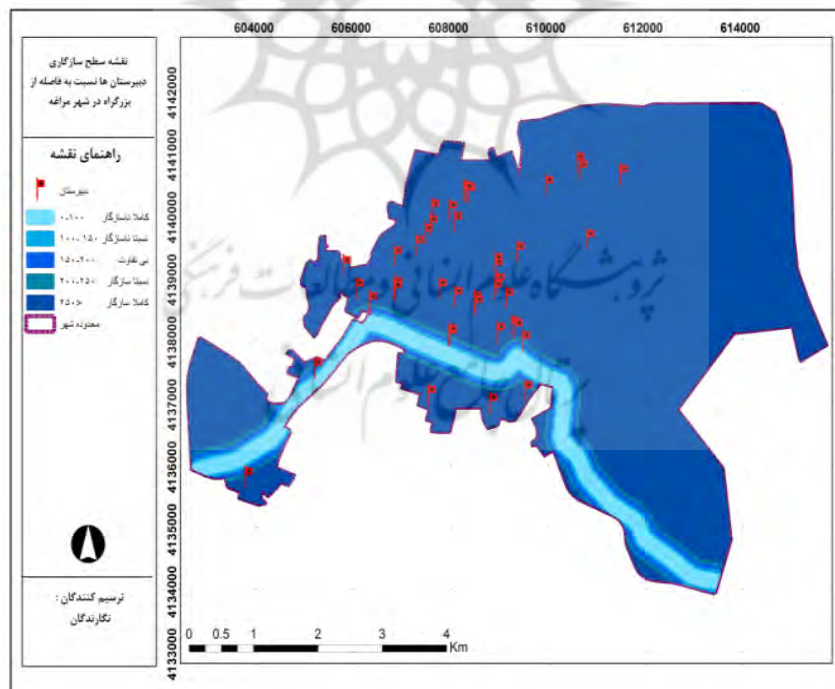 نقشه سطح سازگاری
دبیرستان ها نسبت به فاصله از
بزرگراه در شهر مراغه
راهنمای نقشه
دبیرستان
کاملا ناسازگار ۰-۱۰۰
نسبتا ناسازگار ۱۰۰-۱۵۰
بی تفاوت ۱۵۰-۲۰۰
نسبتا سازگار ۲۰۰-۲۵۰
کاملا سازگار ۲۵۰<
محدوده شهر
ترسیم کنندگان :
نگارندگان
604000 606000 608000 610000 612000 614000
4142000
4141000
4140000
4139000
4138000
4137000
4136000
4135000
4134000
4133000
پژوهشگاه علوم انسانی و مطالعات فرهنگی
پرتال جامع علوم انسانی
0 0.5 1 2 3 4
Km